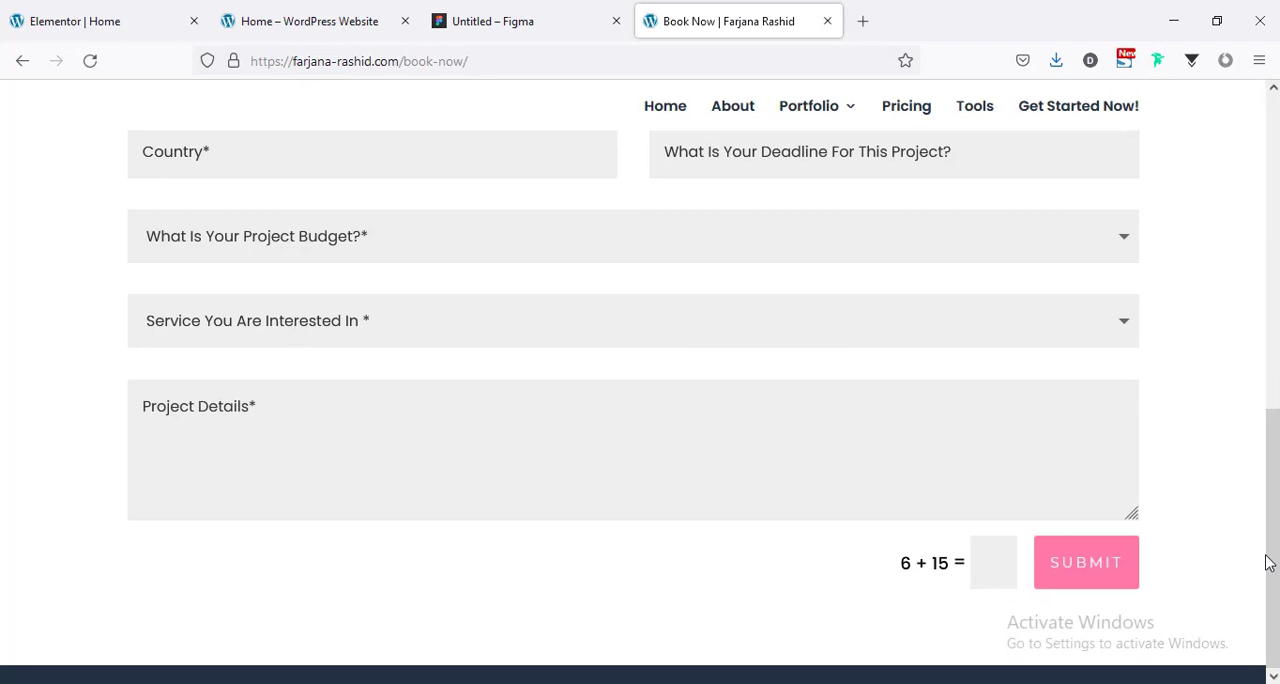 Elementor | Home
Home – WordPress Website
Untitled – Figma
Book Now | Farjana Rashid
https://farjana-rashid.com/book-now/
New
Home About Portfolio Pricing Tools Get Started Now!
Country*
What Is Your Deadline For This Project?
What Is Your Project Budget?*
Service You Are Interested In *
Project Details*
6 + 15 =
SUBMIT
Activate Windows
Go to Settings to activate Windows.